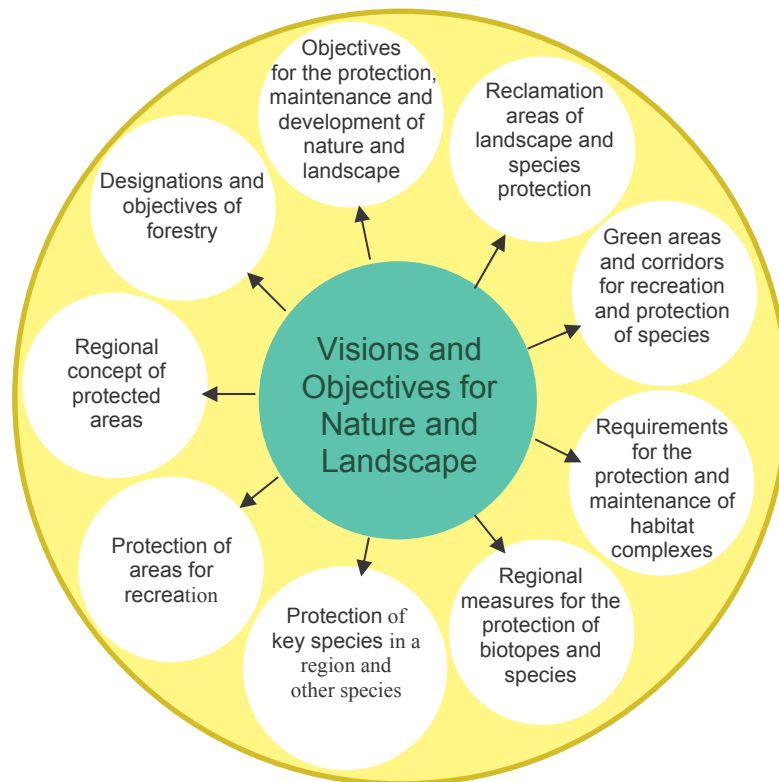 Objectives
for the protection,
maintenance and
development of
nature and
landscape
Reclamation
areas of
landscape and
species
protection
Green areas
and corridors
for recreation
and protection
of species
Requirements
for the
protection and
maintenance of
habitat
complexes
Regional
measures for the
protection of
biotopes and
species
Protection of
key species in a
region and
other species
Protection of
areas for
recreation
Regional
concept of
protected
areas
Designations and
objectives of
forestry
Visions and
Objectives for
Nature and
Landscape